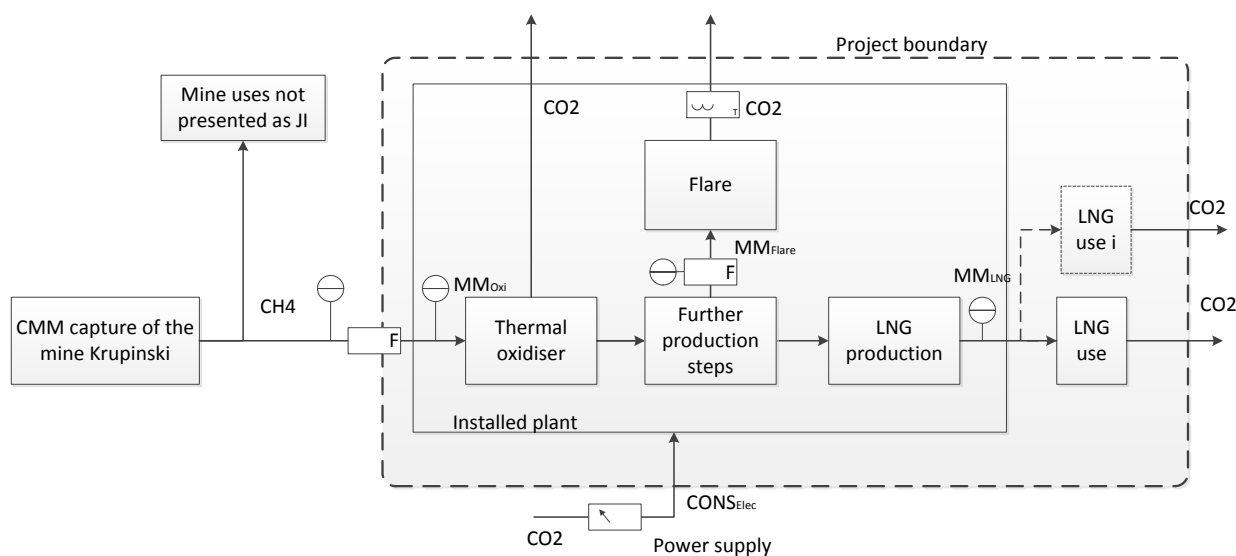 Project boundary
Mine uses not
presented as JI
CO2
CO2
T
Flare
LNG
use i
CO2
MMFlare
F
CH4
MMOxi
MMLNG
CMM capture of the
mine Krupinski
F
Thermal
oxidiser
Further
production
steps
LNG
production
LNG
use
CO2
Installed plant
CONSElec
CO2
Power supply